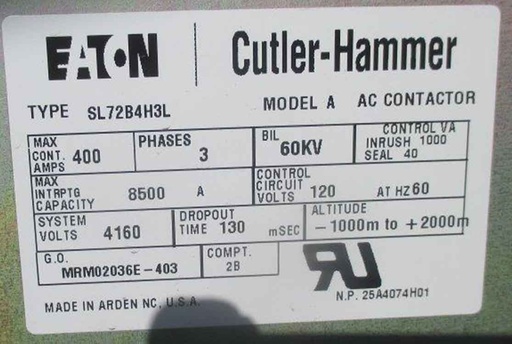 EATON | Cutler-Hammer
TYPE SL72B4H3L MODEL A AC CONTACTOR
MAX CONT. AMPS 400
PHASES 3
BIL 60KV
CONTROL VA
INRUSH 1000
SEAL 40
MAX INTRPTG CAPACITY 8500 A
CONTROL CIRCUIT VOLTS 120 AT HZ 60
SYSTEM VOLTS 4160
DROPOUT TIME 130 mSEC
ALTITUDE
-1000m to +2000m
G.O.
MRM02036E-403
COMPT.
2B
RU
MADE IN ARDEN NC, U.S.A.
N.P. 25A4074H01